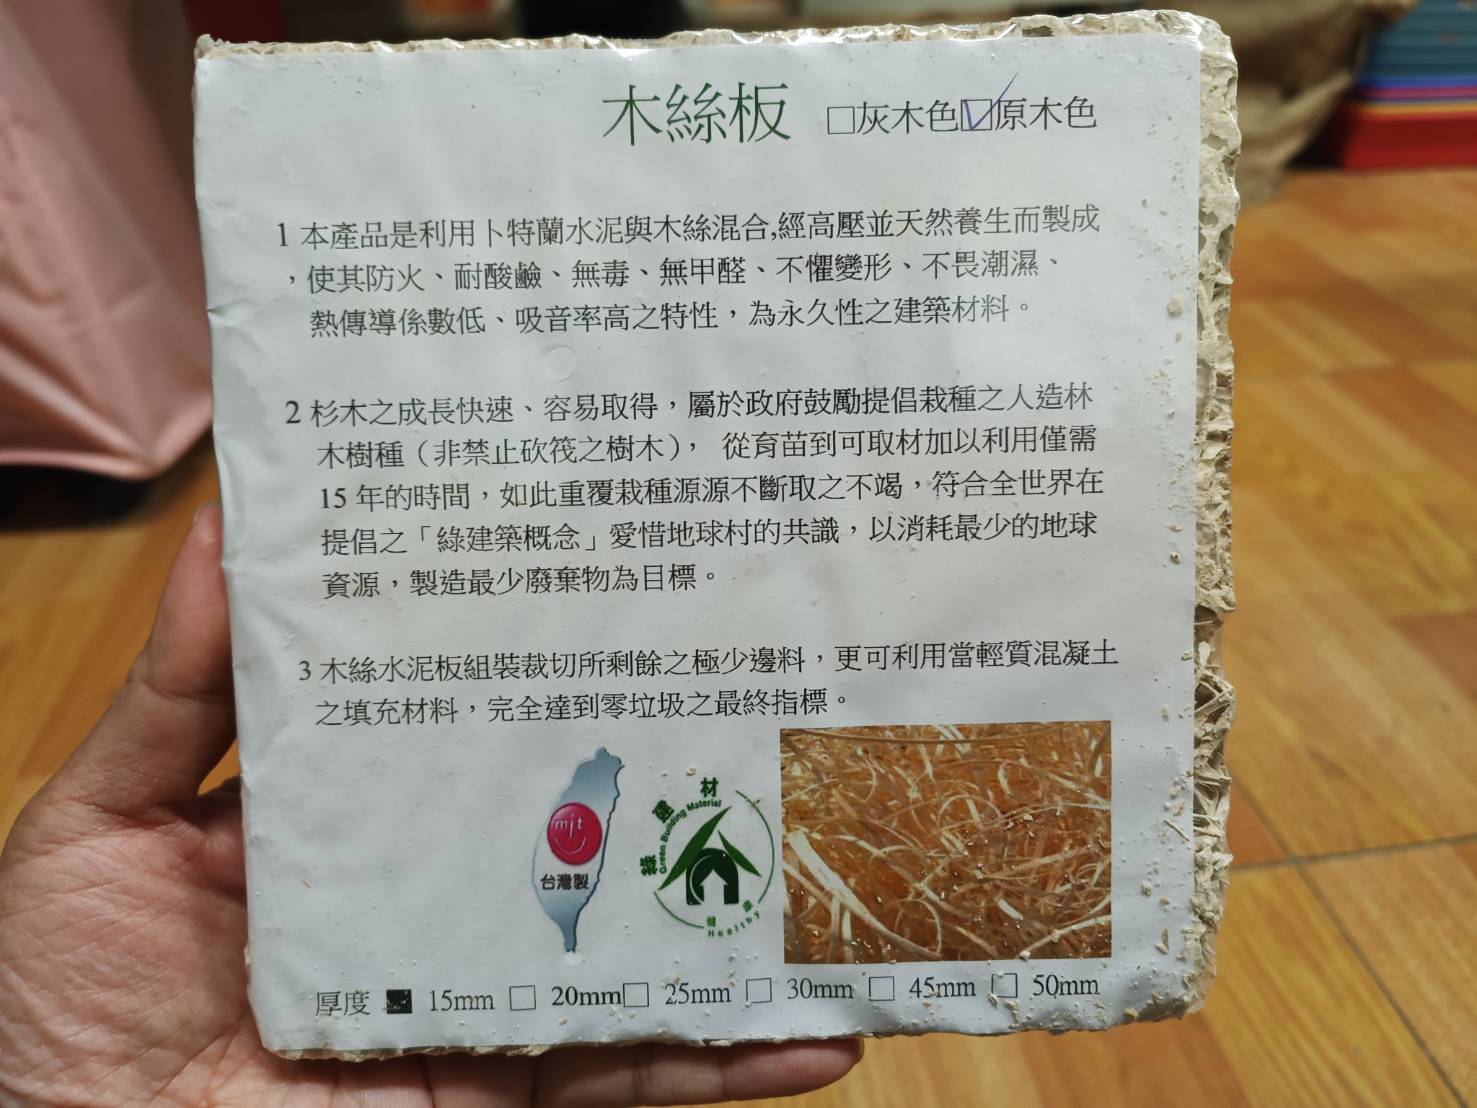 木絲板 □灰木色☑原木色
1 本產品是利用卜特蘭水泥與木絲混合,經高壓並天然養生而製成
，使其防火、耐酸鹼、無毒、無甲醛、不懼變形、不畏潮濕、
熱傳導係數低、吸音率高之特性，為永久性之建築材料。
2 杉木之成長快速、容易取得，屬於政府鼓勵提倡栽種之人造林
木樹種（非禁止砍筏之樹木），從育苗到可取材加以利用僅需
15 年的時間，如此重覆栽種源源不斷取之不竭，符合全世界在
提倡之「綠建築概念」愛惜地球村的共識，以消耗最少的地球
資源，製造最少廢棄物為目標。
3 木絲水泥板組裝裁切所剩餘之極少邊料，更可利用當輕質混凝土
之填充材料，完全達到零垃圾之最終指標。
mit
台灣製
綠建材
Green Building Material
健康
Healthy
厚度 ■ 15mm □ 20mm□ 25mm □ 30mm □ 45mm □ 50mm